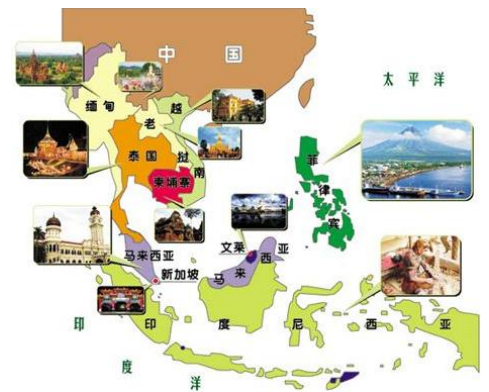 中国
太平洋
缅甸
越南
老挝
泰国
柬埔寨
菲律宾
文莱
马来西亚
马来西亚
新加坡
印度尼西亚
印度洋